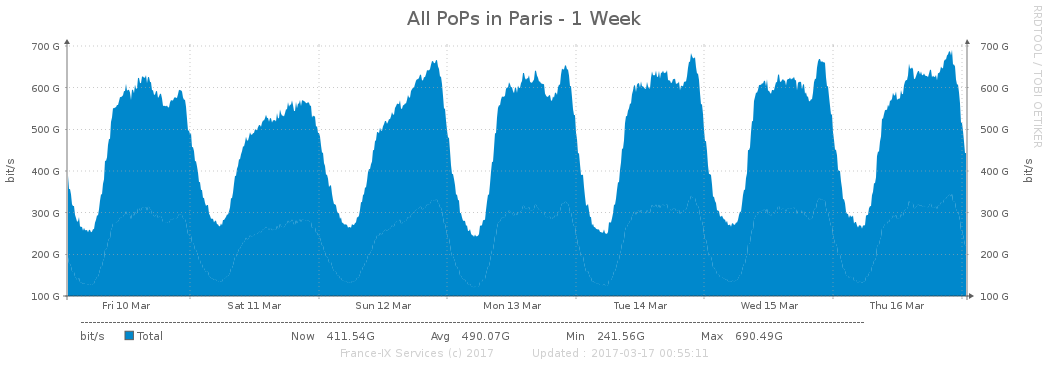 All PoPs in Paris - 1 Week
RRDTOOL / TOBI OETIKER
bit/s
700 G
600 G
500 G
400 G
300 G
200 G
100 G
700 G
600 G
500 G
400 G
300 G
200 G
100 G
bit/s
Fri 10 Mar Sat 11 Mar Sun 12 Mar Mon 13 Mar Tue 14 Mar Wed 15 Mar Thu 16 Mar
bit/s Total Now 411.54G Avg 490.07G Min 241.56G Max 690.49G
France-IX Services (c) 2017 Updated : 2017-03-17 00:55:11